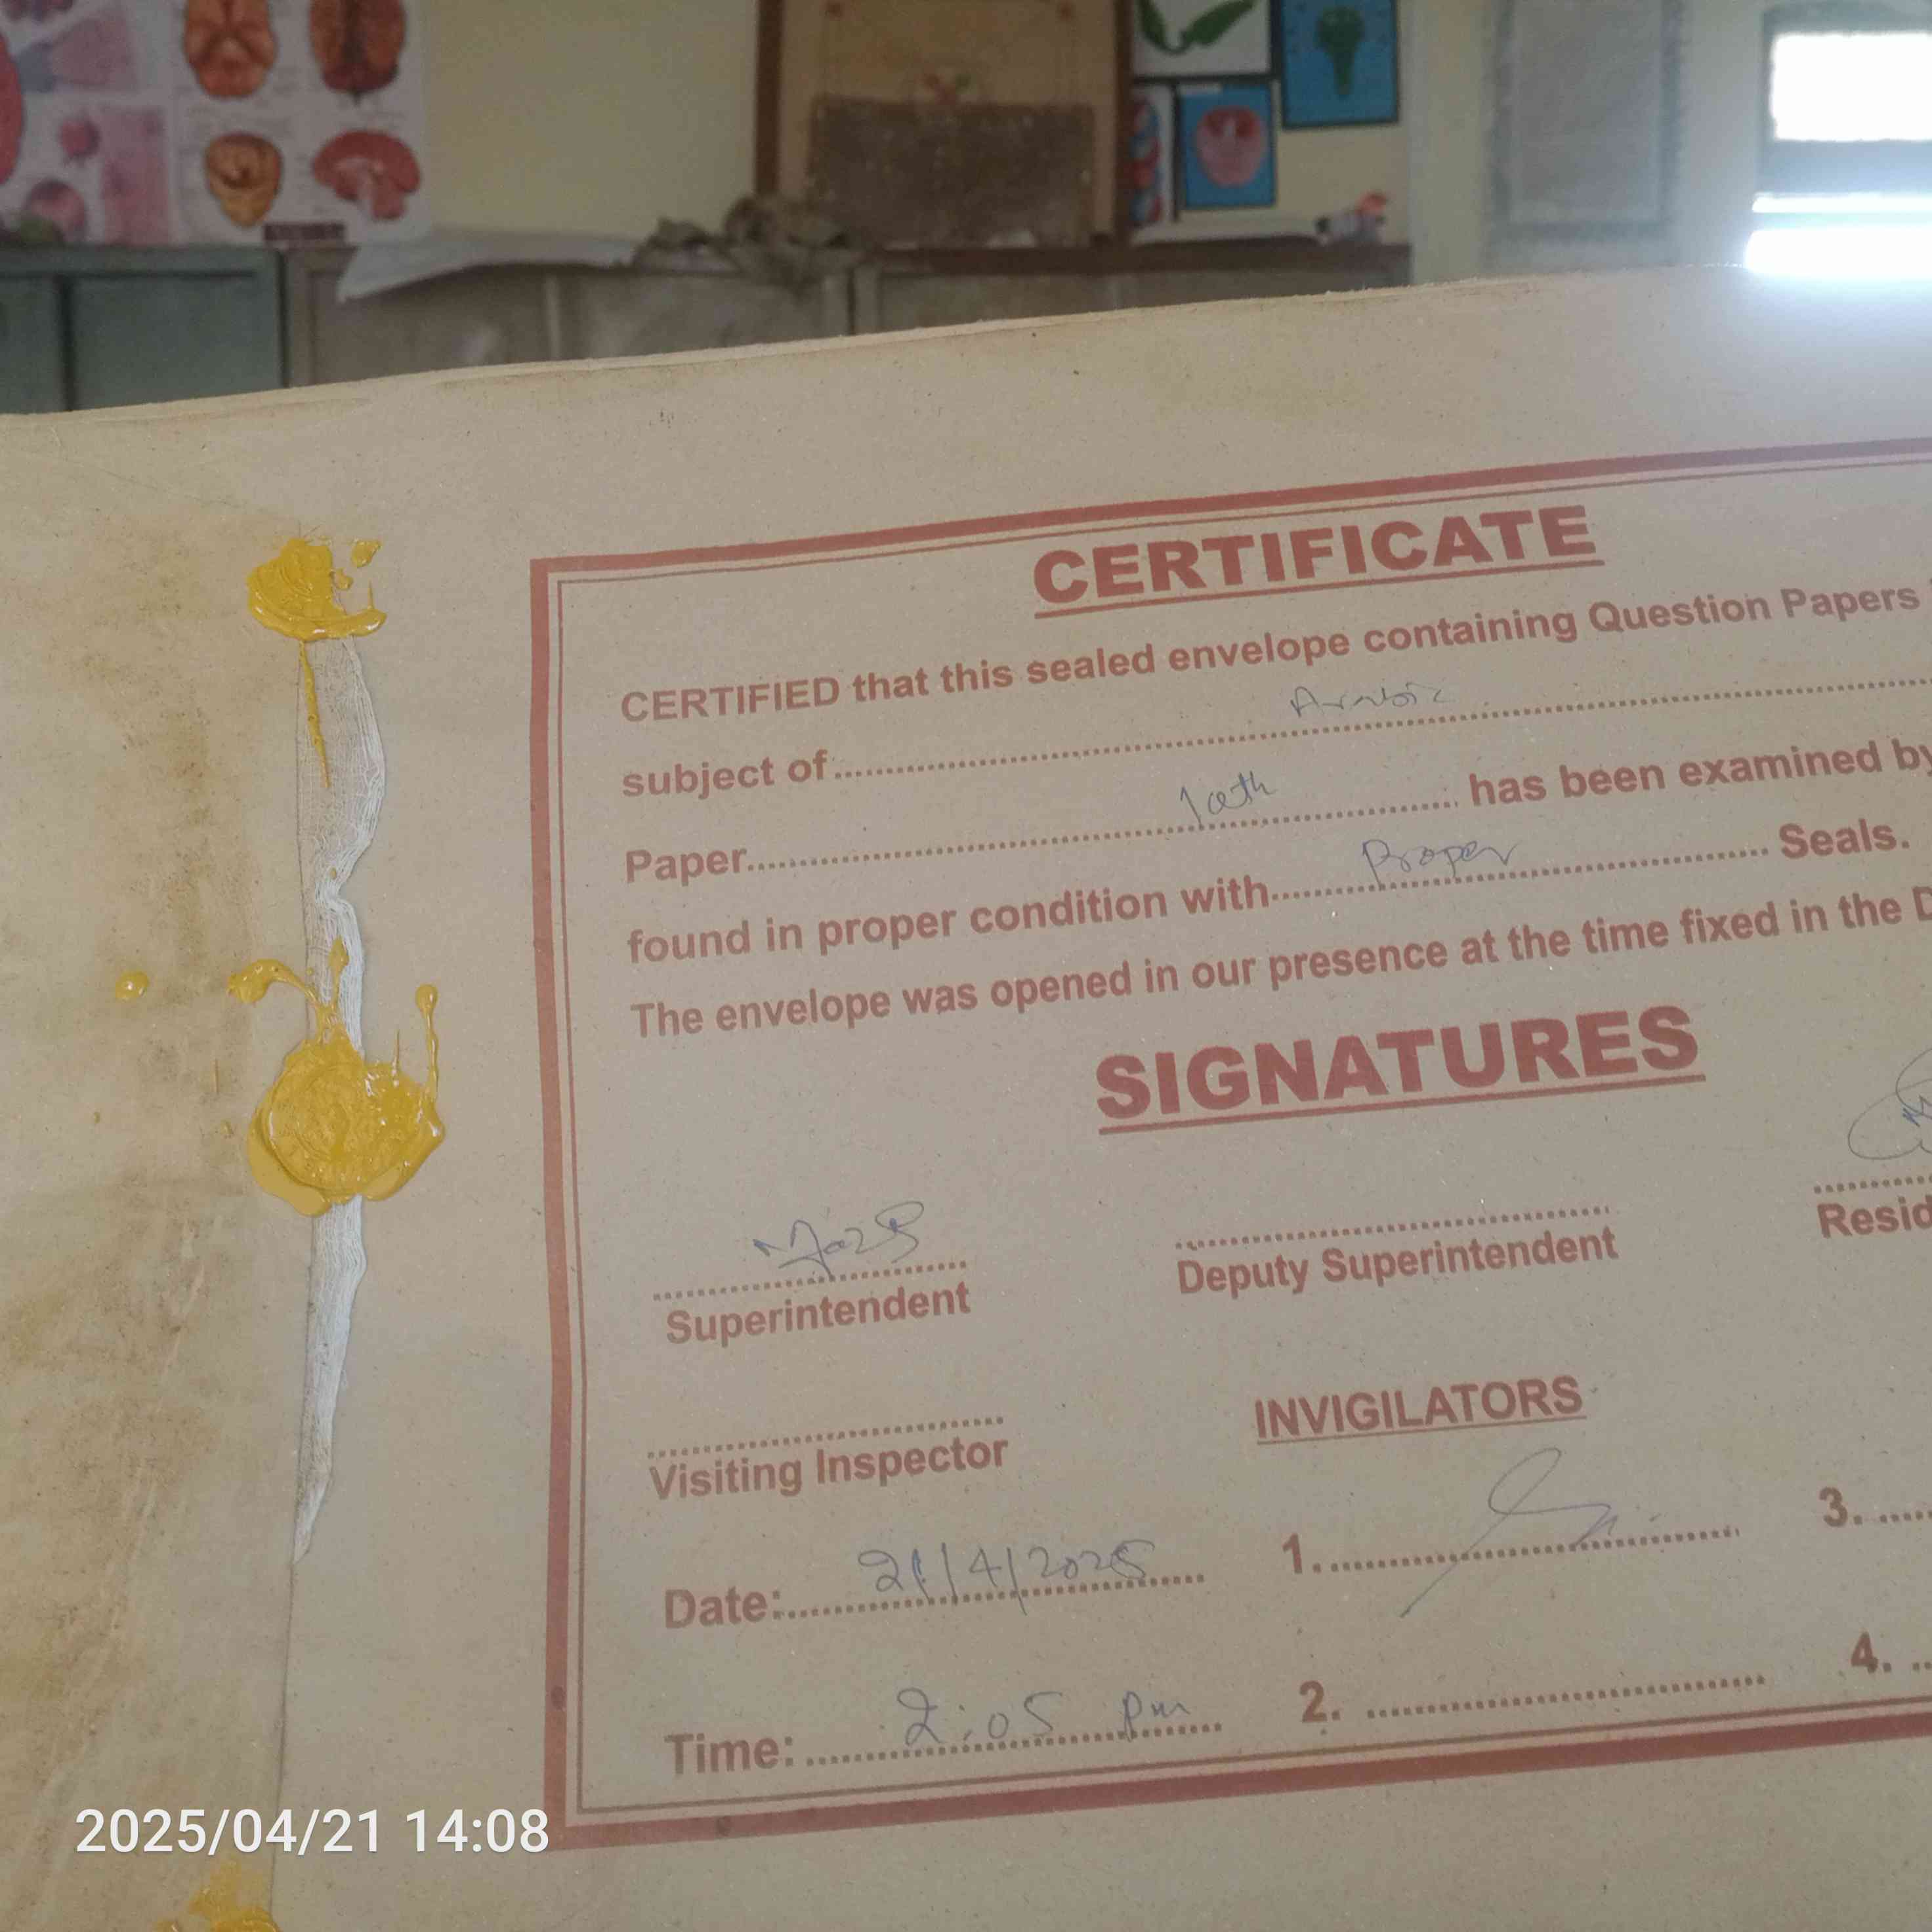 CERTIFICATE
CERTIFIED that this sealed envelope containing Question Papers
subject of.......... Arabic ..........
Paper.......... 10th .......... has been examined by
found in proper condition with.......... Proper .......... Seals.
The envelope was opened in our presence at the time fixed in the D
SIGNATURES
Superintendent
Deputy Superintendent
Resid
Visiting Inspector
INVIGILATORS
Date:.......... 21/4/2025 ..........
1...........
3. ....
Time: .......... 2:05 pm ..........
2. ..........
4. ..
2025/04/21 14:08